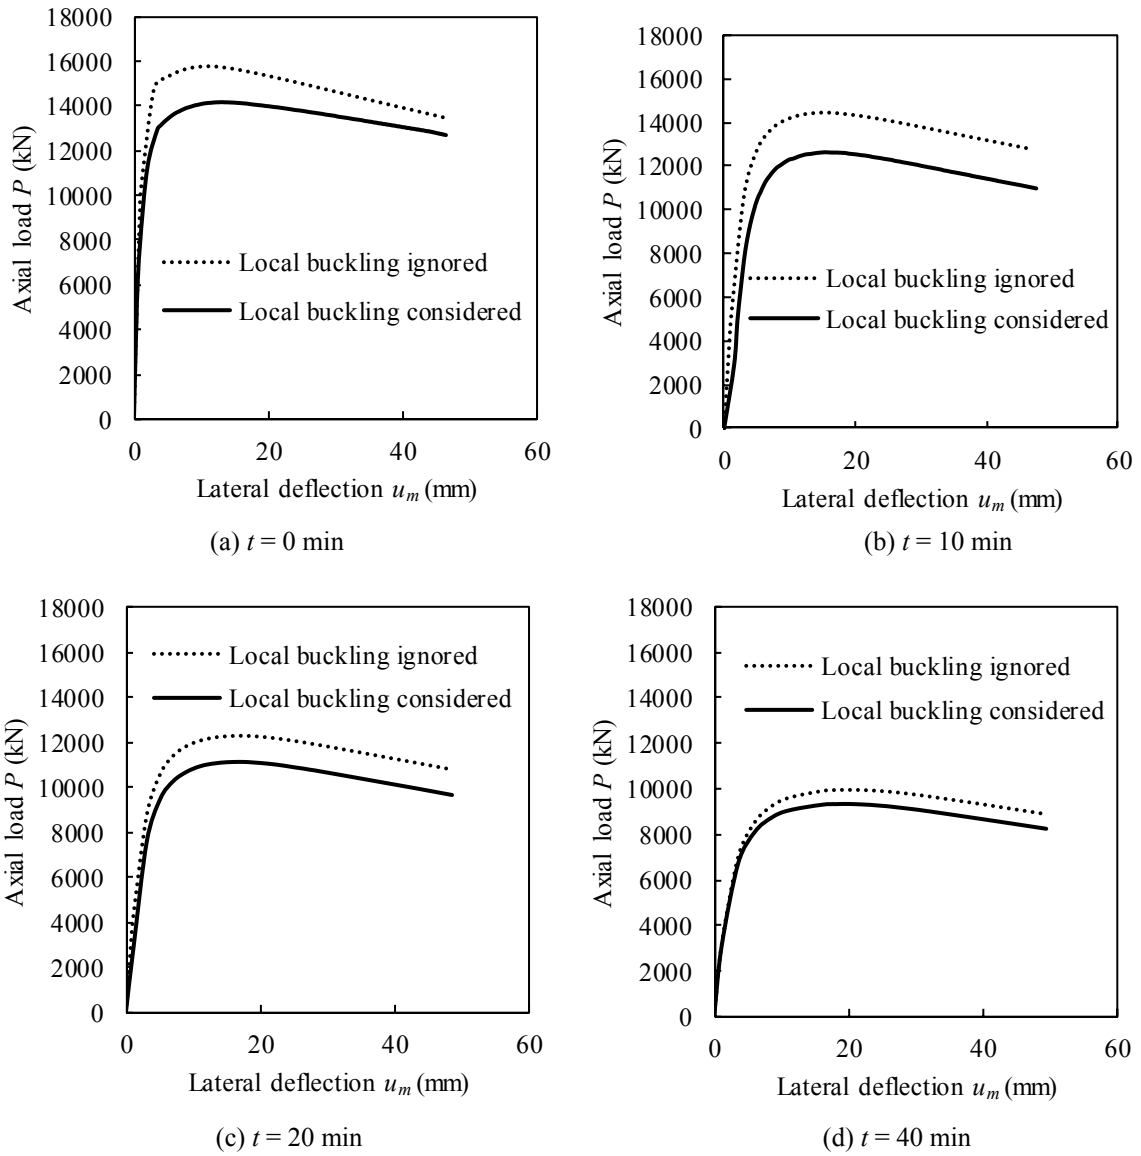 18000
16000
14000
12000
10000
8000
6000
4000
2000
0
Axial load P (kN)
Local buckling ignored
Local buckling considered
0 20 40 60
Lateral deflection um (mm)
(a) t = 0 min
18000
16000
14000
12000
10000
8000
6000
4000
2000
0
Axial load P (kN)
Local buckling ignored
Local buckling considered
0 20 40 60
Lateral deflection um (mm)
(b) t = 10 min
18000
16000
14000
12000
10000
8000
6000
4000
2000
0
Axial load P (kN)
Local buckling ignored
Local buckling considered
0 20 40 60
Lateral deflection um (mm)
(c) t = 20 min
18000
16000
14000
12000
10000
8000
6000
4000
2000
0
Axial load P (kN)
Local buckling ignored
Local buckling considered
0 20 40 60
Lateral deflection um (mm)
(d) t = 40 min